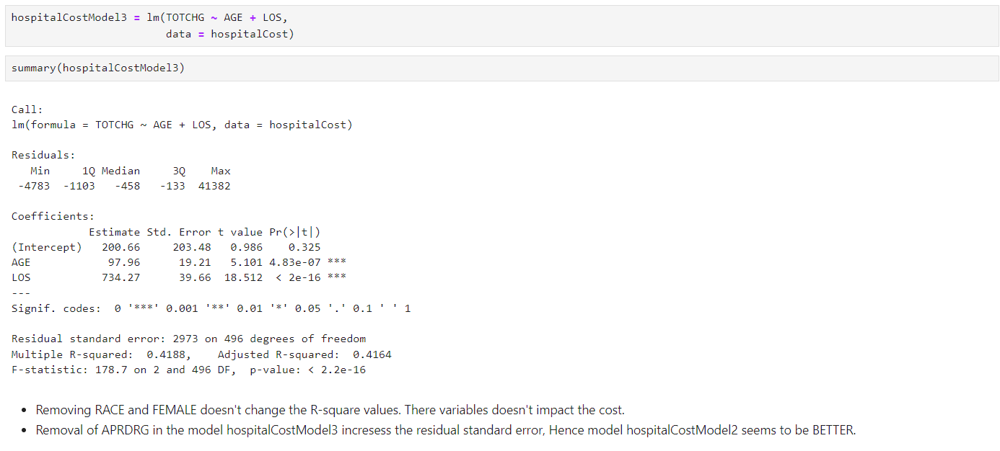 hospitalCostModel3 = lm(TOTCHG ~ AGE + LOS,
                        data = hospitalCost)
summary(hospitalCostModel3)
Call:
lm(formula = TOTCHG ~ AGE + LOS, data = hospitalCost)
Residuals:
   Min     1Q Median     3Q    Max
 -4783  -1103   -458   -133  41382
Coefficients:
            Estimate Std. Error t value Pr(>|t|)
(Intercept)   200.66     203.48   0.986    0.325
AGE            97.96      19.21   5.101 4.83e-07 ***
LOS           734.27      39.66  18.512  < 2e-16 ***
---
Signif. codes:  0 '***' 0.001 '**' 0.01 '*' 0.05 '.' 0.1 ' ' 1
Residual standard error: 2973 on 496 degrees of freedom
Multiple R-squared:  0.4188,    Adjusted R-squared:  0.4164
F-statistic: 178.7 on 2 and 496 DF,  p-value: < 2.2e-16
• Removing RACE and FEMALE doesn't change the R-square values. There variables doesn't impact the cost.
• Removal of APRDRG in the model hospitalCostModel3 incresess the residual standard error, Hence model hospitalCostModel2 seems to be BETTER.